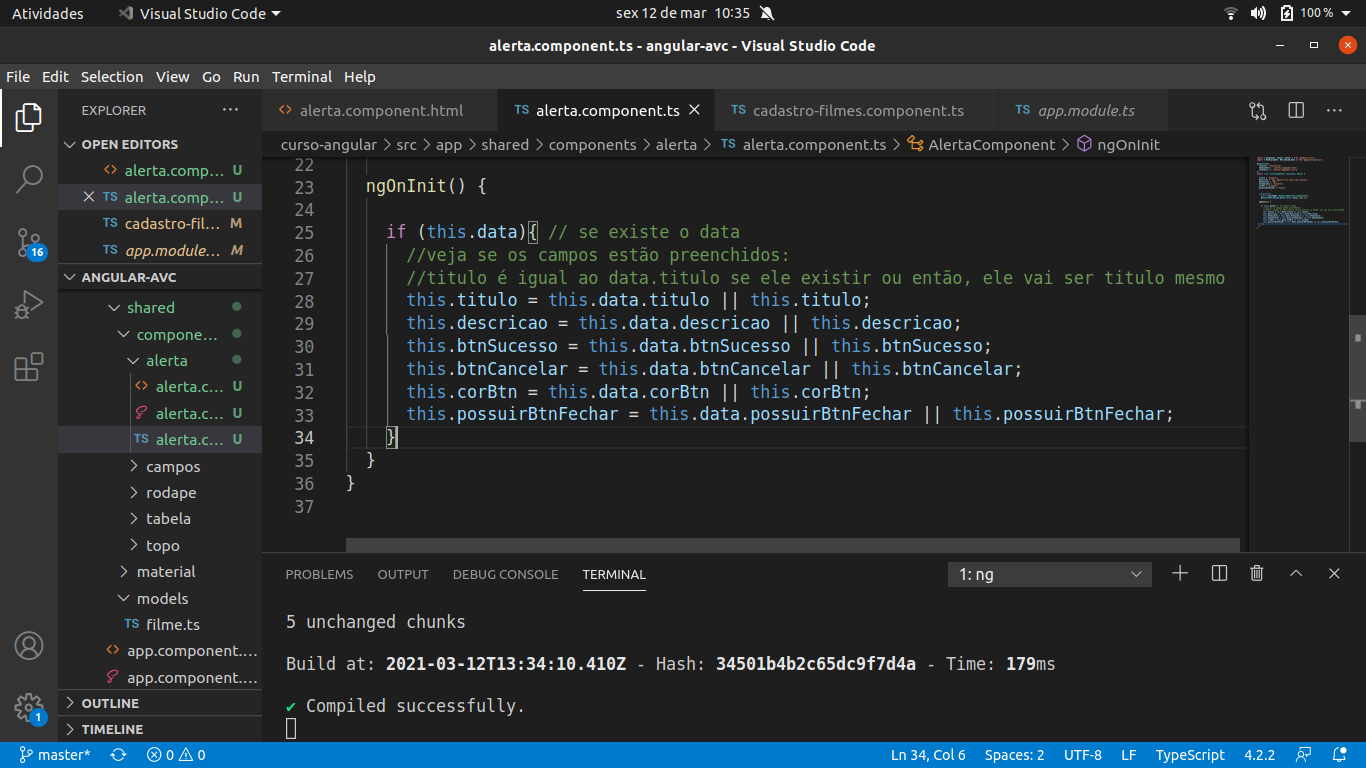 Atividades
Visual Studio Code
sex 12 de mar 10:35
100 %
alerta.component.ts - angular-avc - Visual Studio Code
File Edit Selection View Go Run Terminal Help
EXPLORER
alerta.component.html
TS alerta.component.ts
TS cadastro-filmes.component.ts
TS app.module.ts
curso-angular > src > app > shared > components > alerta > TS alerta.component.ts > AlertaComponent > ngOnInit
OPEN EDITORS
alerta.comp... U
TS alerta.comp... U
TS cadastro-fil... M
TS app.module... M
16
ANGULAR-AVC
shared
compone...
alerta
alerta.c... U
alerta.c... U
TS alerta.c... U
campos
rodape
tabela
topo
material
models
TS filme.ts
app.component....
app.component....
OUTLINE
TIMELINE
1
22
23 ngOnInit() {
24
25 if (this.data){ // se existe o data
26 //veja se os campos estão preenchidos:
27 //titulo é igual ao data.titulo se ele existir ou então, ele vai ser titulo mesmo
28 this.titulo = this.data.titulo || this.titulo;
29 this.descricao = this.data.descricao || this.descricao;
30 this.btnSucesso = this.data.btnSucesso || this.btnSucesso;
31 this.btnCancelar = this.data.btnCancelar || this.btnCancelar;
32 this.corBtn = this.data.corBtn || this.corBtn;
33 this.possuirBtnFechar = this.data.possuirBtnFechar || this.possuirBtnFechar;
34 }
35 }
36 }
37
PROBLEMS OUTPUT DEBUG CONSOLE TERMINAL
1: ng
5 unchanged chunks
Build at: 2021-03-12T13:34:10.410Z - Hash: 34501b4b2c65dc9f7d4a - Time: 179ms
✔ Compiled successfully.
master* 0 0
Ln 34, Col 6 Spaces: 2 UTF-8 LF TypeScript 4.2.2